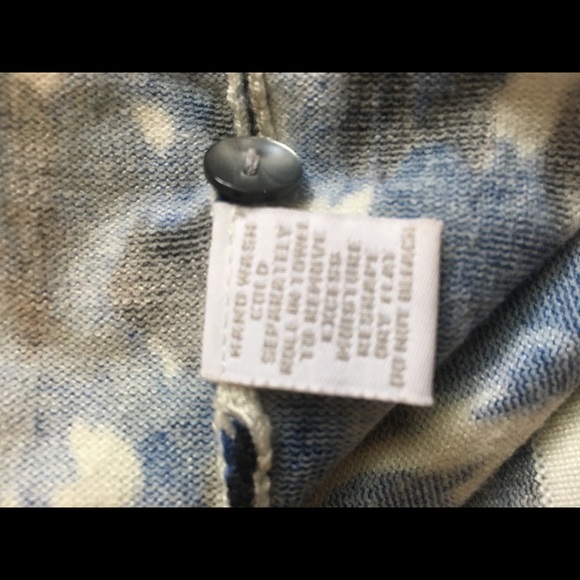 HAND WASH
COLD
SEPARATELY
ROLL IN TOWEL
TO REMOVE
EXCESS
MOISTURE
RESHAPE
DRY FLAT
DO NOT BLEACH